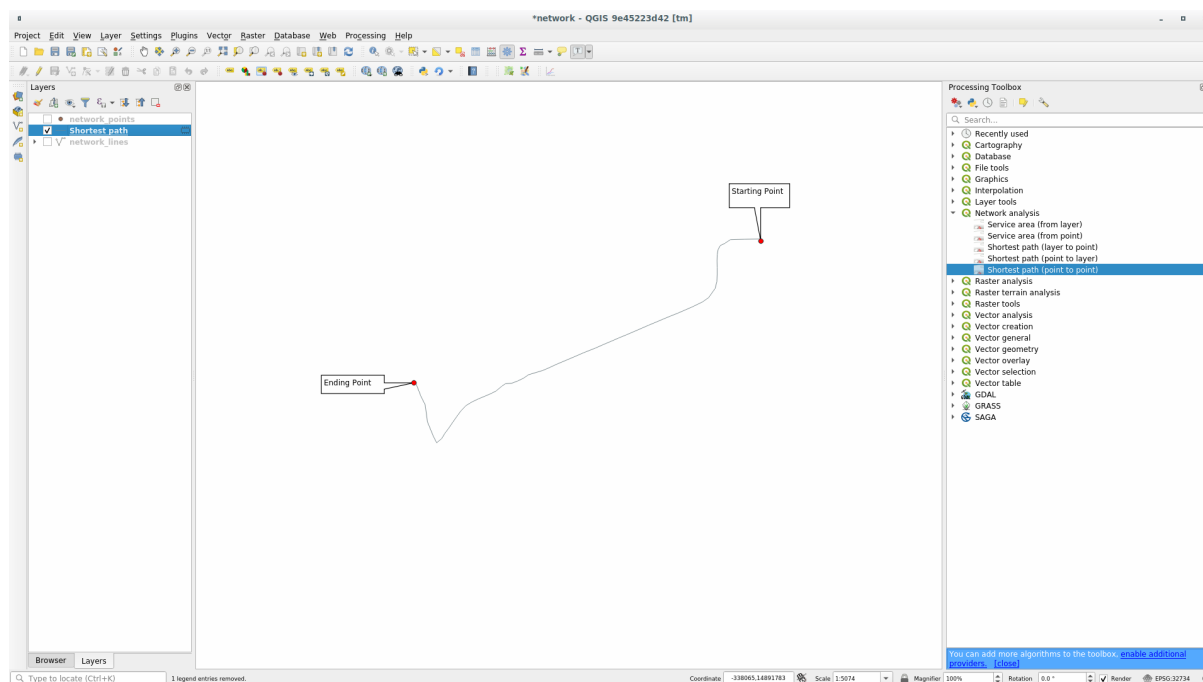 *network - QGIS 9e45223d42 [tm]
Project Edit View Layer Settings Plugins Vector Raster Database Web Processing Help
Layers
network_points
Shortest path
network_lines
Browser Layers
Starting Point
Ending Point
Processing Toolbox
Search...
Recently used
Cartography
Database
File tools
Graphics
Interpolation
Layer tools
Network analysis
Service area (from layer)
Service area (from point)
Shortest path (layer to point)
Shortest path (point to layer)
Shortest path (point to point)
Raster analysis
Raster terrain analysis
Raster tools
Vector analysis
Vector creation
Vector general
Vector geometry
Vector overlay
Vector selection
Vector table
GDAL
GRASS
SAGA
You can add more algorithms to the toolbox, enable additional
providers. [close]
Type to locate (Ctrl+K) 1 legend entries removed. Coordinate -338065,14891783 Scale 1:5074 Magnifier 100% Rotation 0.0 ° Render EPSG:32734